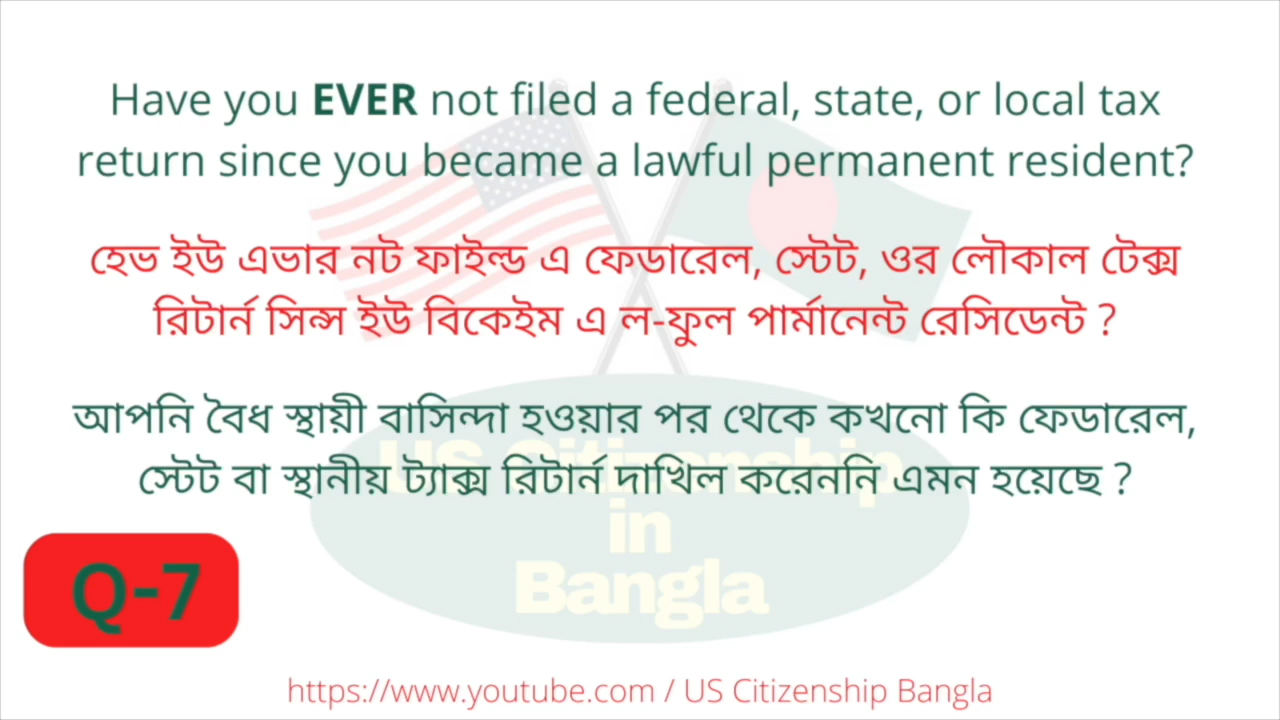 Have you EVER not filed a federal, state, or local tax
return since you became a lawful permanent resident?
হেভ ইউ এভার নট ফাইল্ড এ ফেডারেল, স্টেট, ওর লৌকাল টেক্স
রিটার্ন সিন্স ইউ বিকেইম এ ল-ফুল পার্মানেন্ট রেসিডেন্ট ?
আপনি বৈধ স্থায়ী বাসিন্দা হওয়ার পর থেকে কখনো কি ফেডারেল,
স্টেট বা স্থানীয় ট্যাক্স রিটার্ন দাখিল করেননি এমন হয়েছে ?
US Citizenship
in
Bangla
Q-7
https://www.youtube.com / US Citizenship Bangla